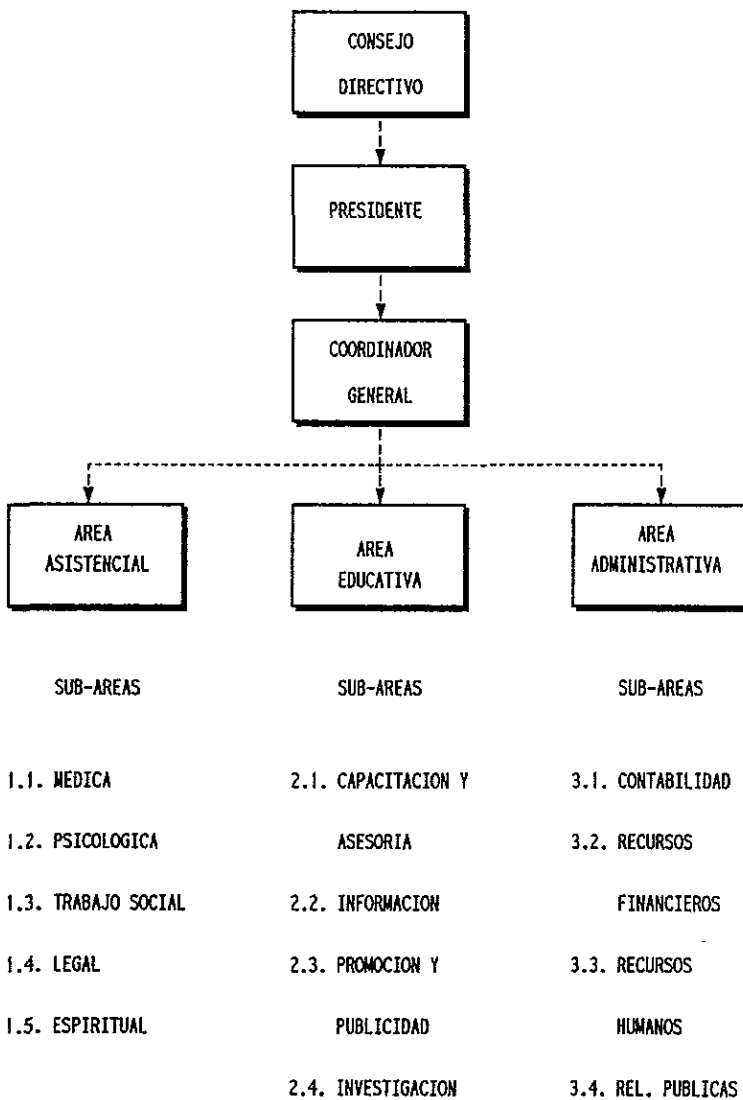 CONSEJO
DIRECTIVO
PRESIDENTE
COORDINADOR
GENERAL
AREA
ASISTENCIAL
AREA
EDUCATIVA
AREA
ADMINISTRATIVA
SUB-AREAS
1.1. MEDICA
1.2. PSICOLOGICA
1.3. TRABAJO SOCIAL
1.4. LEGAL
1.5. ESPIRITUAL
SUB-AREAS
2.1. CAPACITACION Y
ASESORIA
2.2. INFORMACION
2.3. PROMOCION Y
PUBLICIDAD
2.4. INVESTIGACION
SUB-AREAS
3.1. CONTABILIDAD
3.2. RECURSOS
FINANCIEROS
3.3. RECURSOS
HUMANOS
3.4. REL. PUBLICAS